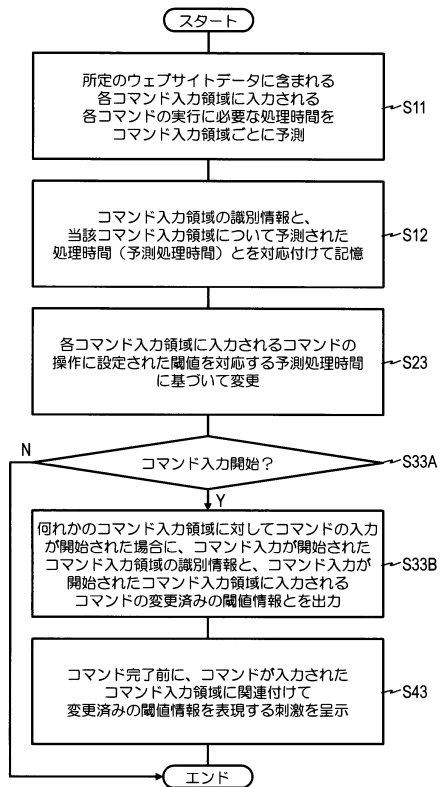 スタート
所定のウェブサイトデータに含まれる
各コマンド入力領域に入力される
各コマンドの実行に必要な処理時間を
コマンド入力領域ごとに予測
S11
コマンド入力領域の識別情報と、
当該コマンド入力領域について予測された
処理時間（予測処理時間）とを対応付けて記憶
S12
各コマンド入力領域に入力されるコマンドの
操作に設定された閾値を対応する予測処理時間
に基づいて変更
S23
コマンド入力開始？
S33A
N
Y
何れかのコマンド入力領域に対してコマンドの入力
が開始された場合に、コマンド入力が開始された
コマンド入力領域の識別情報と、コマンド入力が
開始されたコマンド入力領域に入力される
コマンドの変更済みの閾値情報とを出力
S33B
コマンド完了前に、コマンドが入力された
コマンド入力領域に関連付けて
変更済みの閾値情報を表現する刺激を呈示
S43
エンド